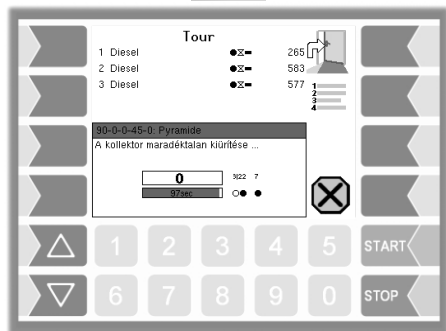 Tour
1 Diesel 265
2 Diesel 583
3 Diesel 577
1
2
3
4
90-0-0-45-0: Pyramide
A kollektor maradéktalan kiürítése ...
0 3|22 7
97sec
1 2 3 4 5 START
6 7 8 9 0 STOP